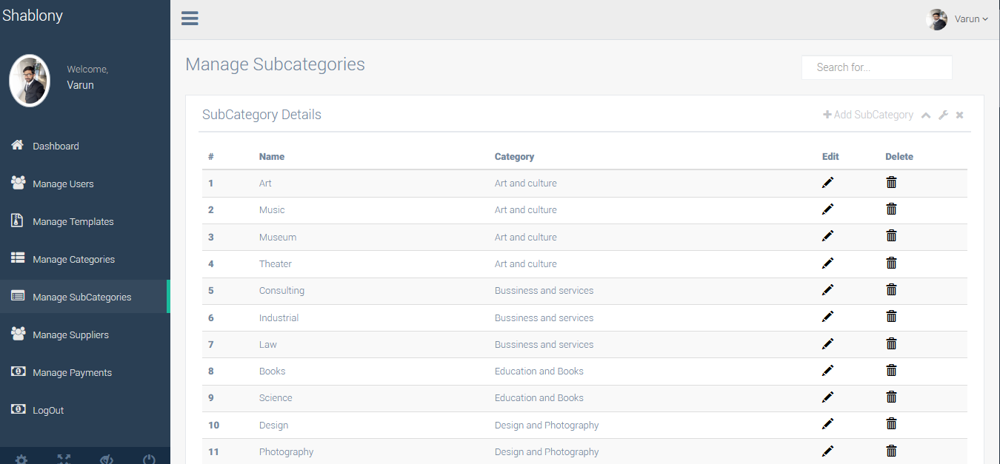 Shablony
Varun
Welcome,
Varun
Manage Subcategories
Search for...
SubCategory Details
Add SubCategory
Dashboard
Manage Users
Manage Templates
Manage Categories
Manage SubCategories
Manage Suppliers
Manage Payments
LogOut
# Name Category Edit Delete
1 Art Art and culture
2 Music Art and culture
3 Museum Art and culture
4 Theater Art and culture
5 Consulting Bussiness and services
6 Industrial Bussiness and services
7 Law Bussiness and services
8 Books Education and Books
9 Science Education and Books
10 Design Design and Photography
11 Photography Design and Photography